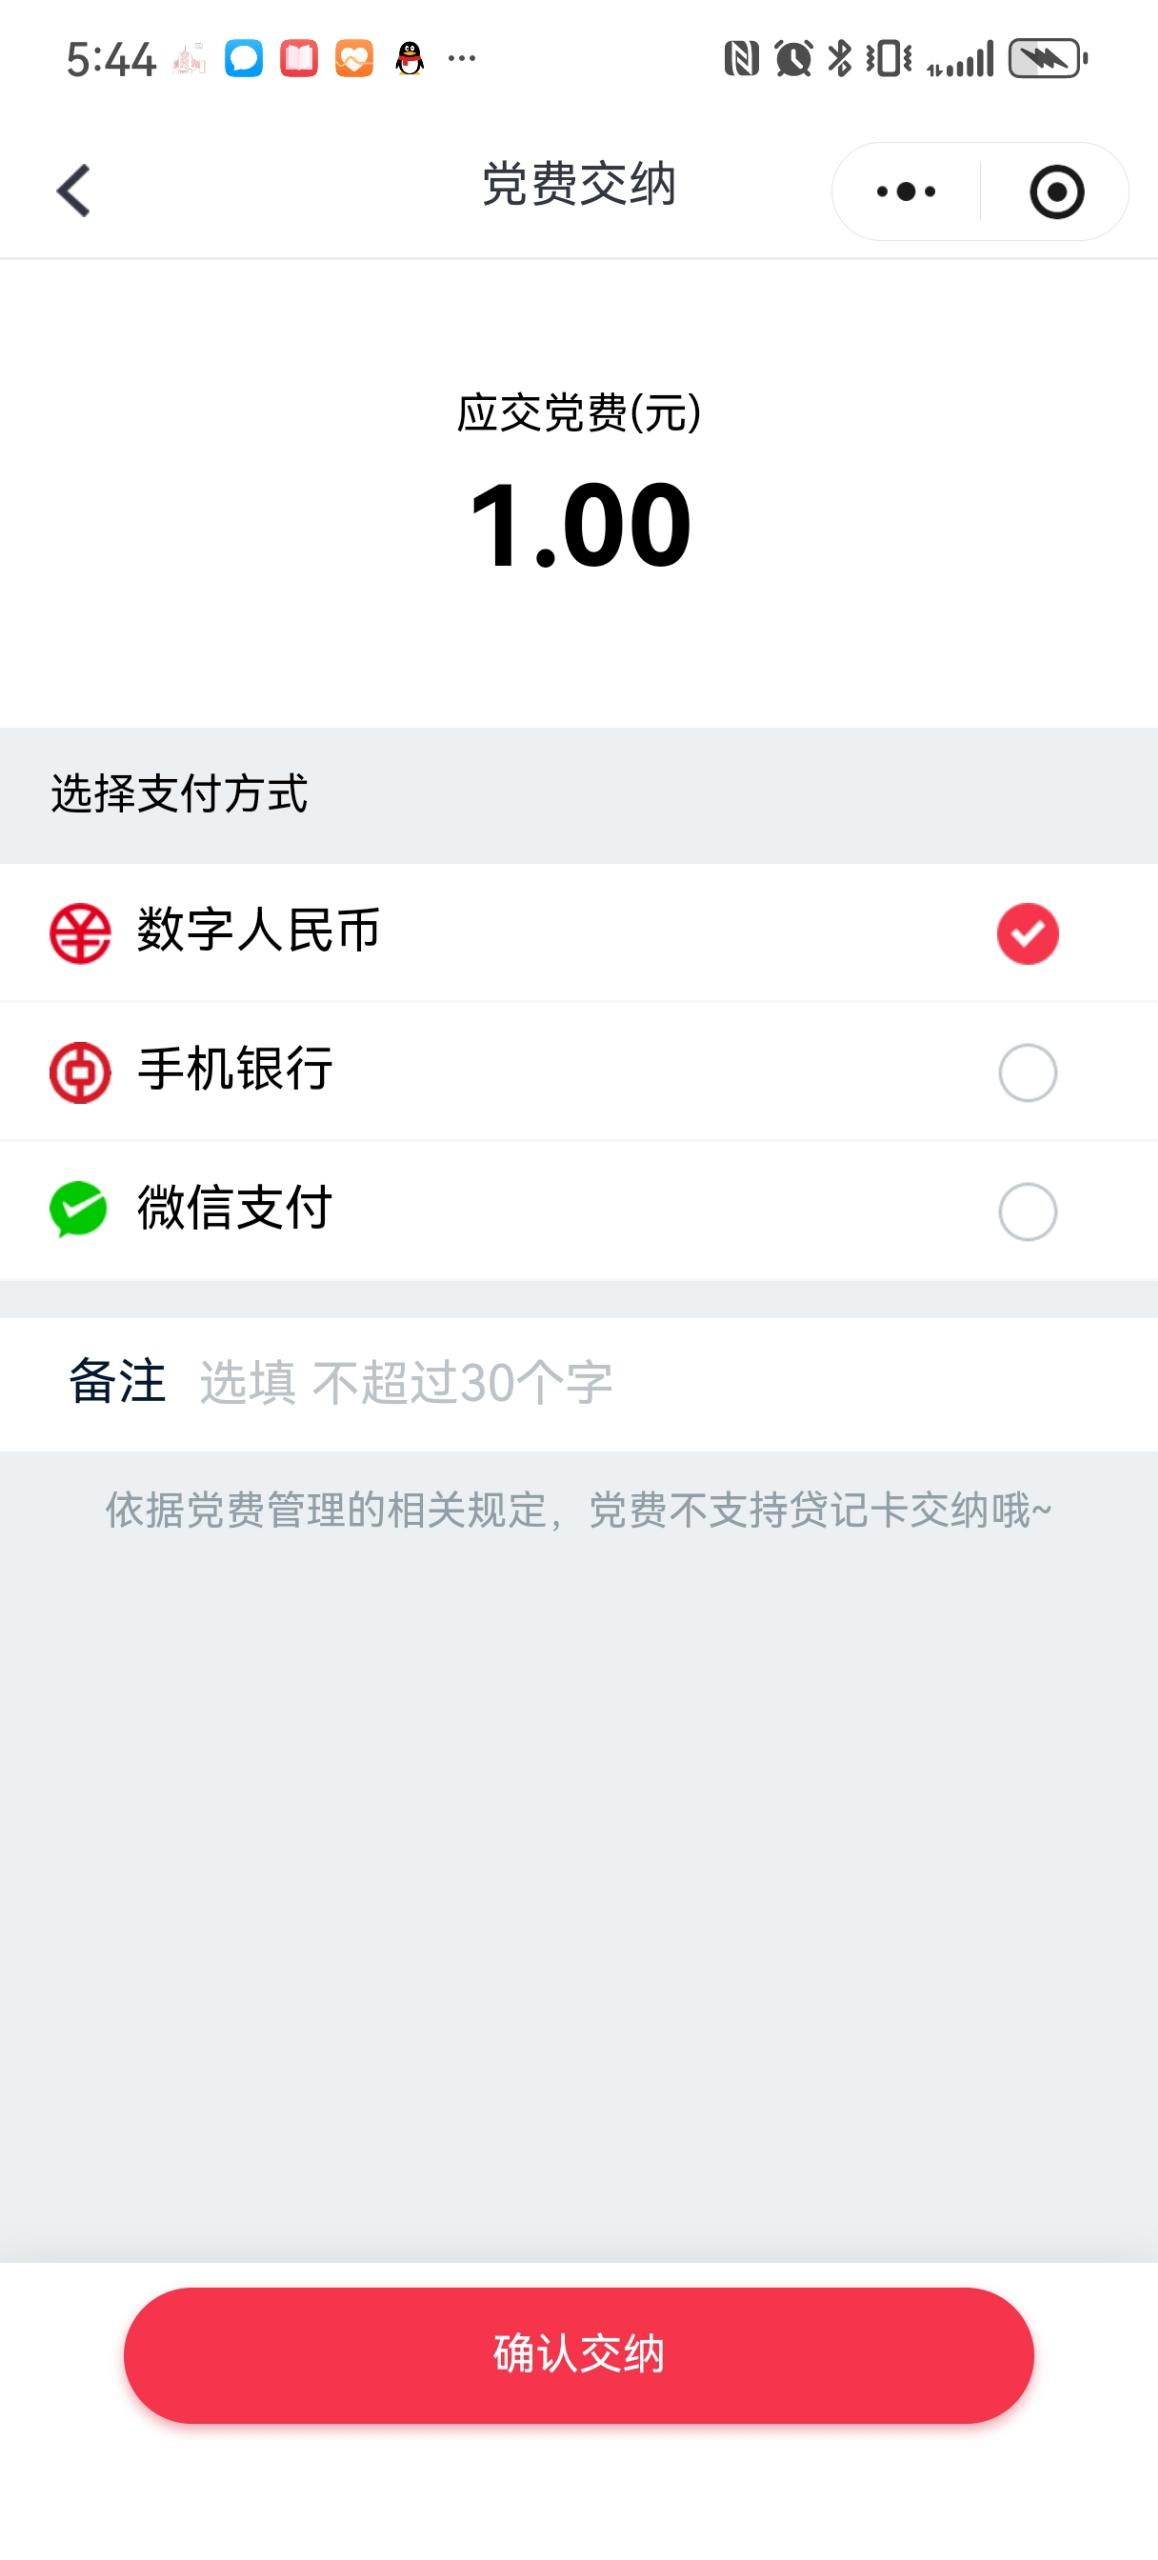 5:44
党费交纳
应交党费(元)
1.00
选择支付方式
数字人民币
手机银行
微信支付
备注 选填 不超过30个字
依据党费管理的相关规定，党费不支持贷记卡交纳哦~
确认交纳